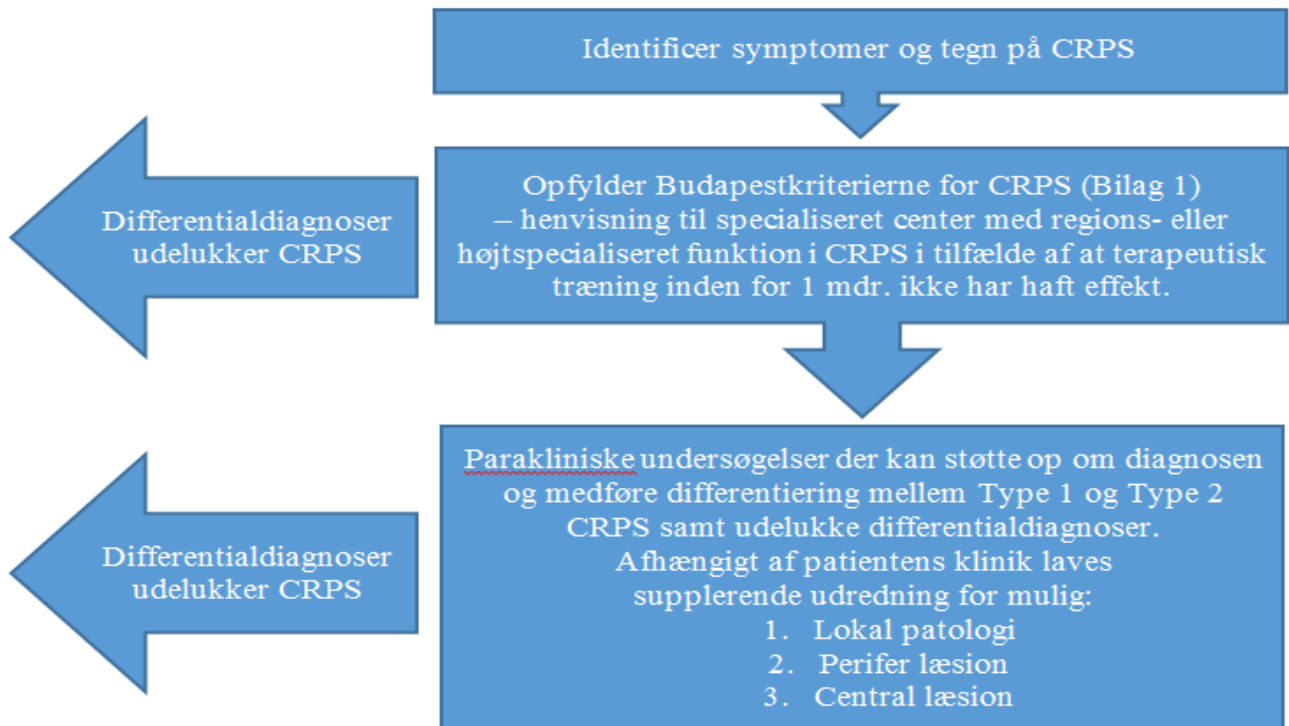 Identificer symptomer og tegn på CRPS
Differentialdiagnoser
udelukker CRPS
Opfylder Budapestkriterierne for CRPS (Bilag 1)
– henvisning til specialiseret center med regions- eller
højtspecialiseret funktion i CRPS i tilfælde af at terapeutisk
træning inden for 1 mdr. ikke har haft effekt.
Differentialdiagnoser
udelukker CRPS
Parakliniske undersøgelser der kan støtte op om diagnosen
og medføre differentiering mellem Type 1 og Type 2
CRPS samt udelukke differentialdiagnoser.
Afhængigt af patientens klinik laves
supplerende udredning for mulig:
1. Lokal patologi
2. Perifer læsion
3. Central læsion